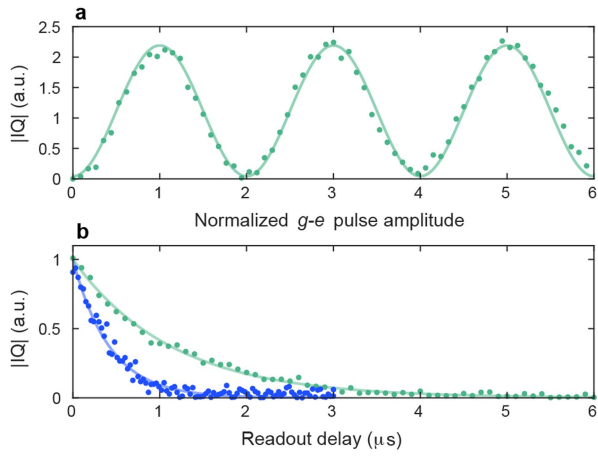 a
2.5
2
1.5
1
0.5
0
|IQ| (a.u.)
0 1 2 3 4 5 6
Normalized g-e pulse amplitude
b
1
0.5
0
|IQ| (a.u.)
0 1 2 3 4 5 6
Readout delay (μs)